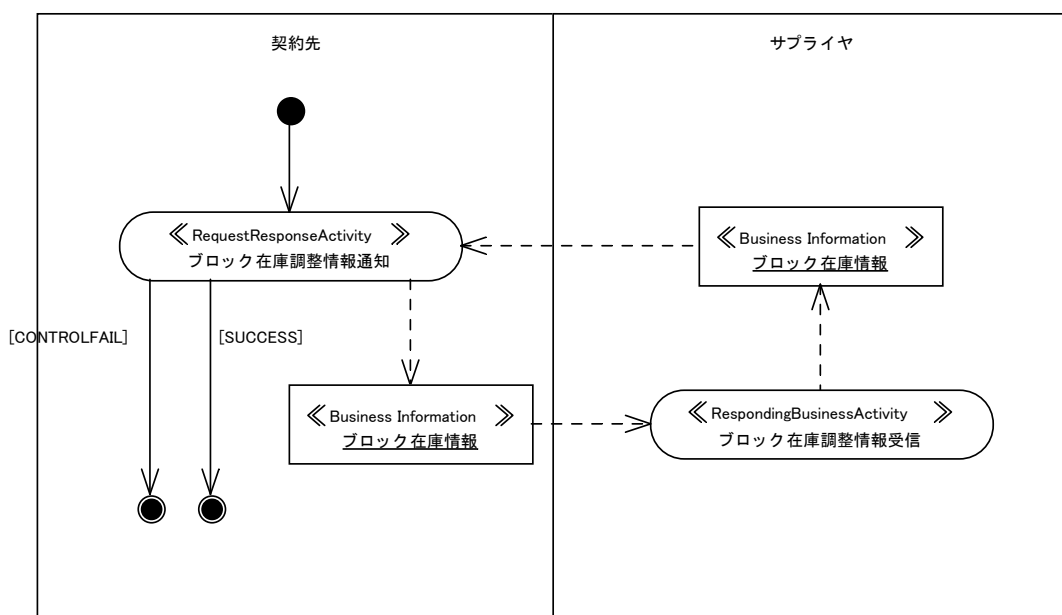 契約先
サプライヤ
≪RequestResponseActivity ≫
ブロック在庫調整情報通知
≪Business Information ≫
ブロック在庫情報
[CONTROLFAIL]
[SUCCESS]
≪Business Information ≫
ブロック在庫情報
≪RespondingBusinessActivity ≫
ブロック在庫調整情報受信